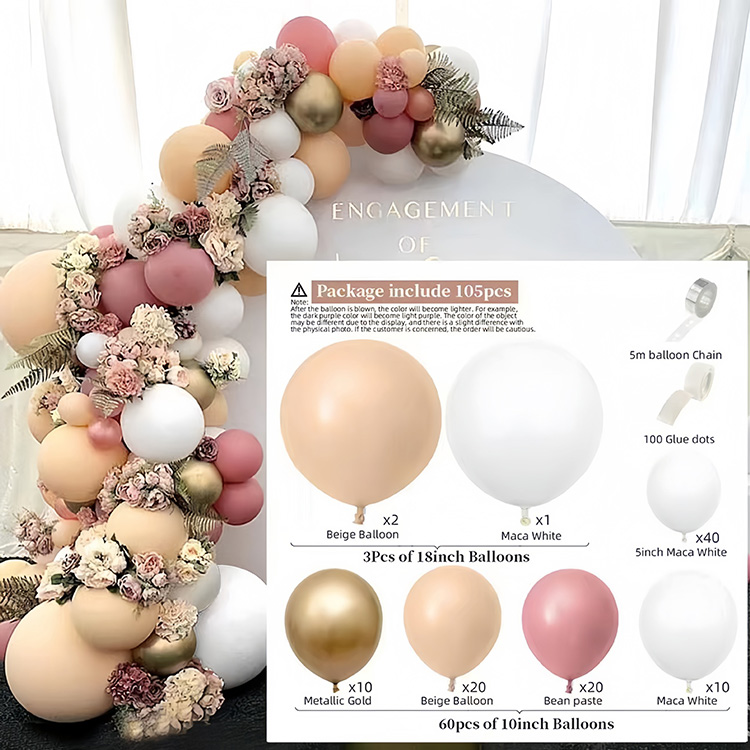 ENGAGEMENT
OF
Package include 105pcs
Note:
After the balloon is blown, the color will become lighter. For example,
the dark purple color will become light purple. The color of the object
may be different due to the display, and there is a slight difference with
the physical photo. If the customer is concerned, the order will be cautious.
5m balloon Chain
100 Glue dots
x2
Beige Balloon
x1
Maca White
3Pcs of 18inch Balloons
x40
5inch Maca White
x10
Metallic Gold
x20
Beige Balloon
x20
Bean paste
x10
Maca White
60pcs of 10inch Balloons